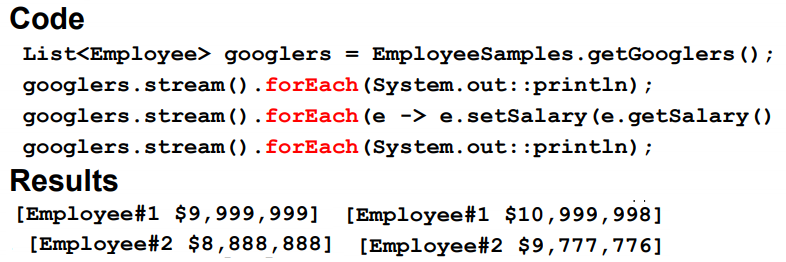 Code
List<Employee> googlers = EmployeeSamples.getGooglers();
googlers.stream().forEach(System.out::println);
googlers.stream().forEach(e -> e.setSalary(e.getSalary()
googlers.stream().forEach(System.out::println);
Results
[Employee#1 $9,999,999] [Employee#1 $10,999,998]
[Employee#2 $8,888,888] [Employee#2 $9,777,776]